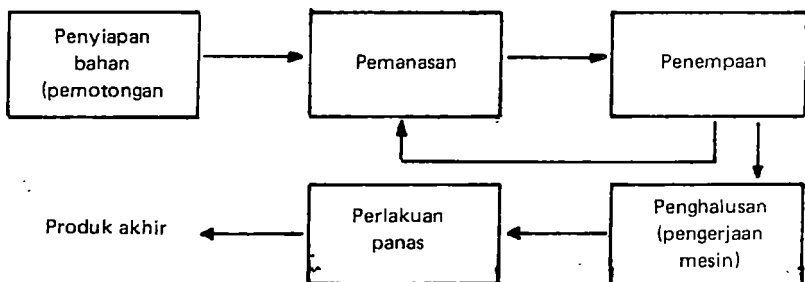 Penyiapan
bahan
(pemotongan
Pemanasan
Penempaan
Penghalusan
(pengerjaan
mesin)
Perlakuan
panas
Produk akhir